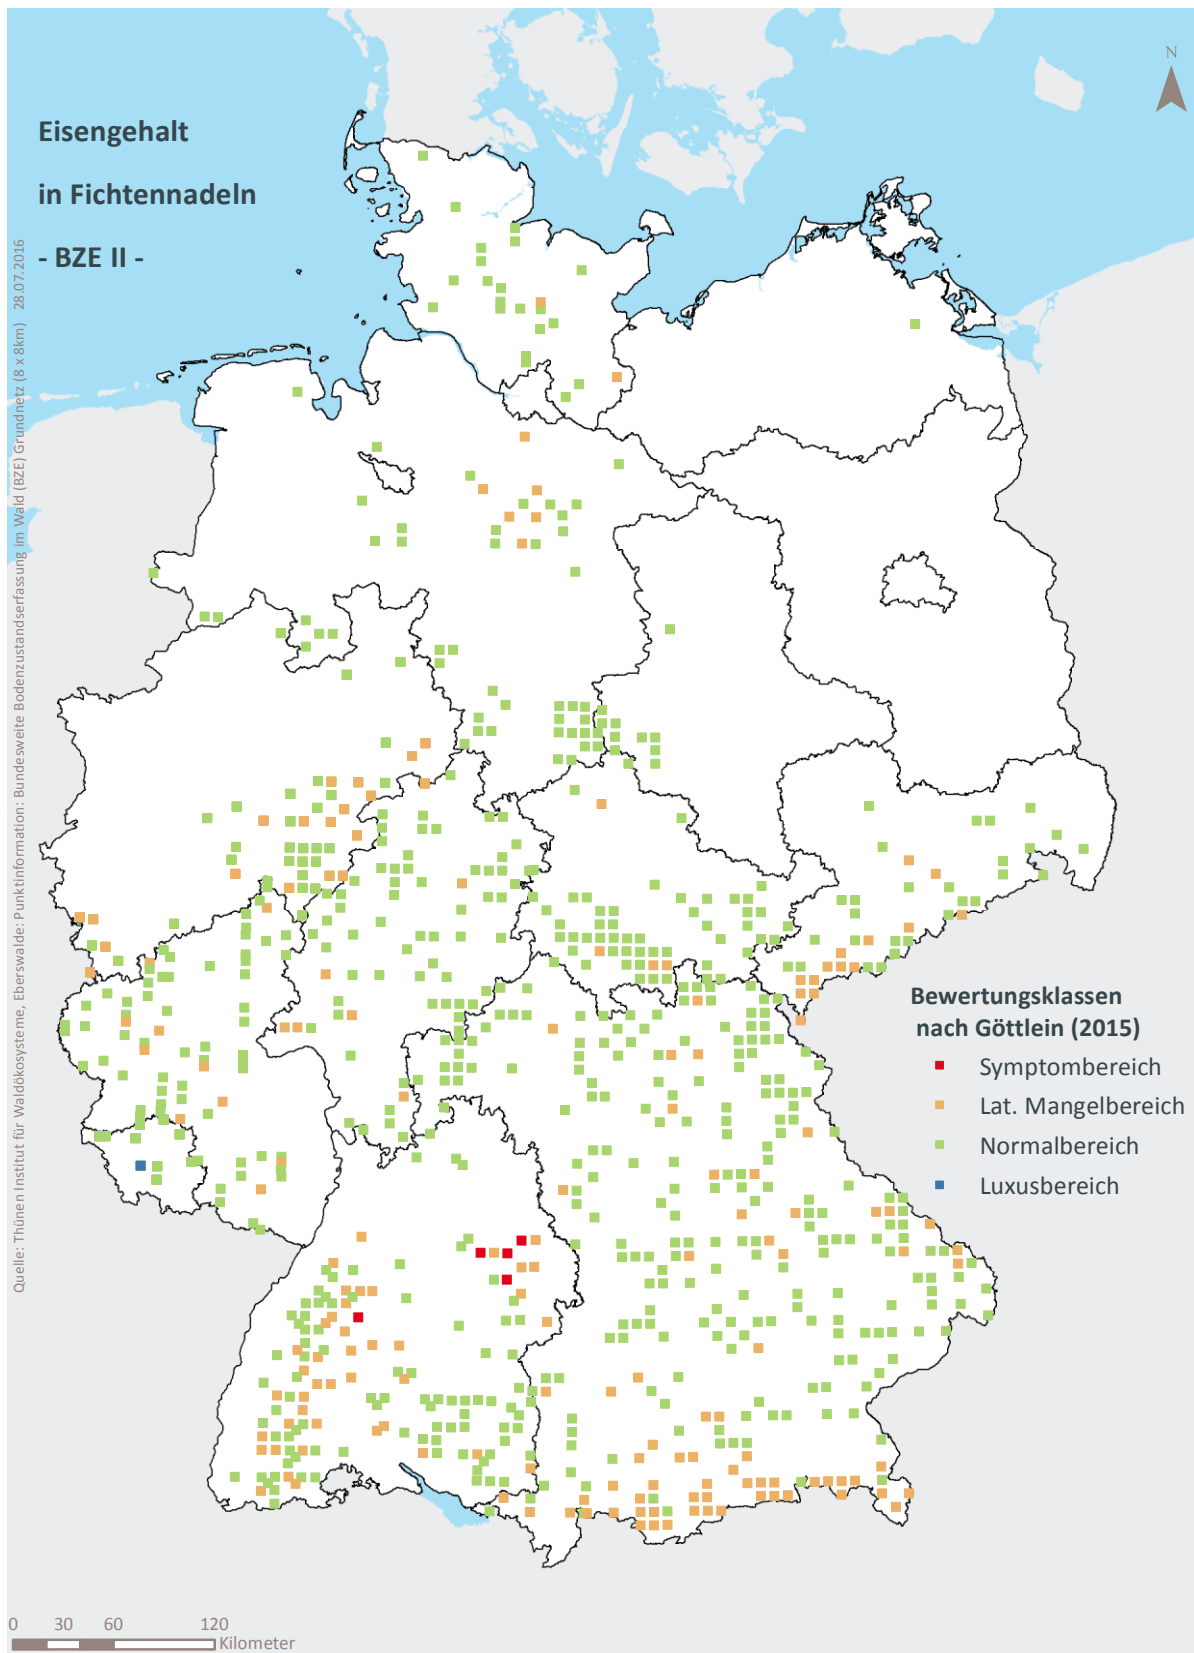 Eisengehalt
in Fichtennadeln
- BZE II -
N
Quelle: Thünen Institut für Waldökosysteme, Eberswalde: Punktinformation: Bundesweite Bodenzustandserfassung im Wald (BZE) Grundnetz (8 x 8km) 28.07.2016
Bewertungsklassen
nach Göttlein (2015)
Symptombereich
Lat. Mangelbereich
Normalbereich
Luxusbereich
0 30 60 120
Kilometer